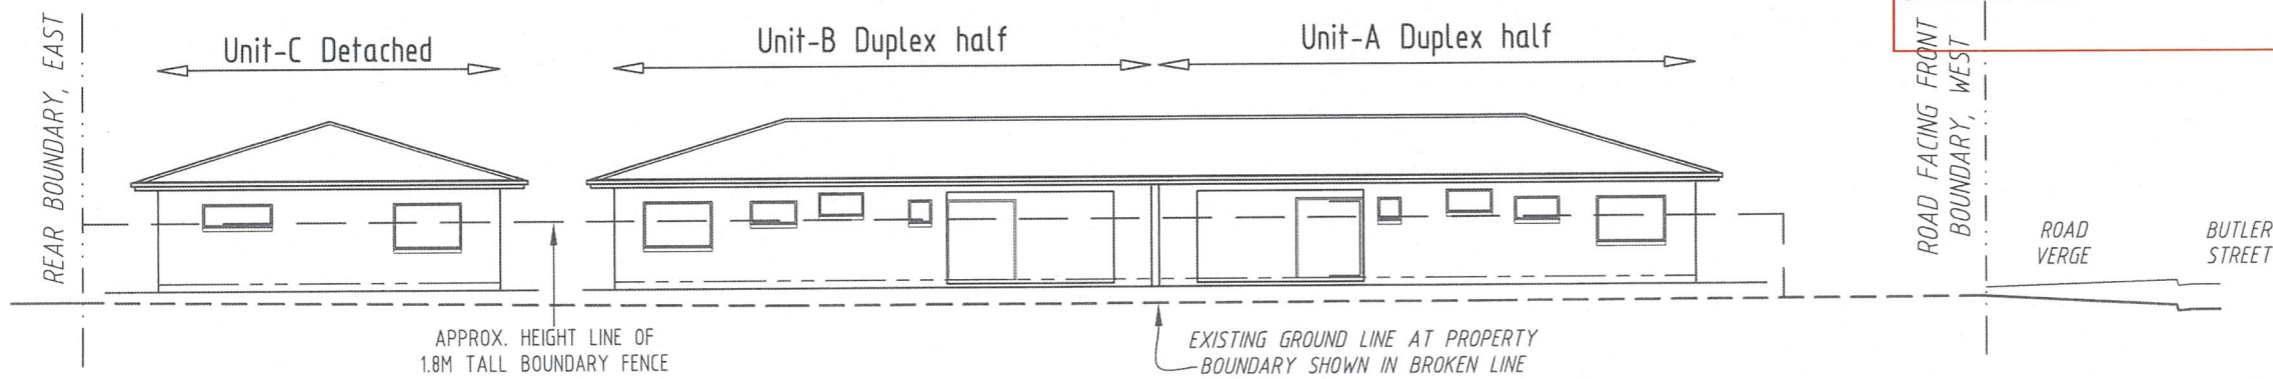 REAR BOUNDARY, EAST
Unit-C Detached
Unit-B Duplex half
Unit-A Duplex half
ROAD FACING FRONT
BOUNDARY, WEST
ROAD
VERGE
BUTLER
STREET
APPROX. HEIGHT LINE OF
1.8M TALL BOUNDARY FENCE
EXISTING GROUND LINE AT PROPERTY
BOUNDARY SHOWN IN BROKEN LINE